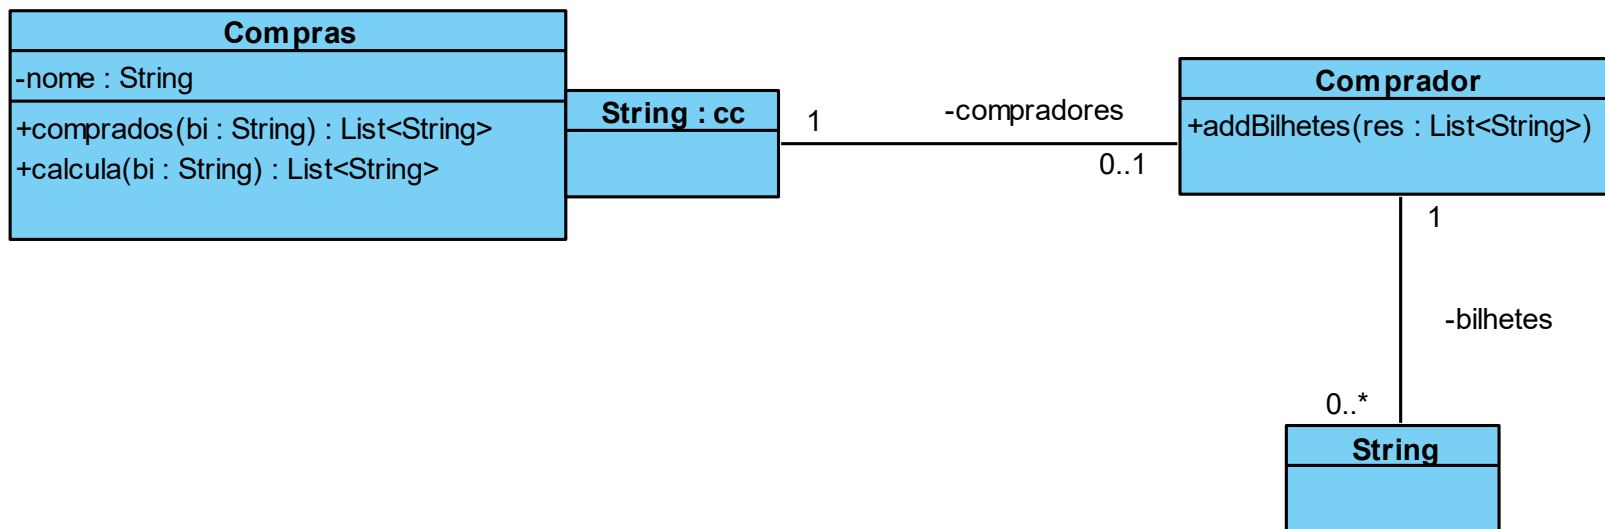 Compras
-nome : String
+comprados(bi : String) : List<String>
+calcula(bi : String) : List<String>
String : cc
1
-compradores
0..1
Comprador
+addBilhetes(res : List<String>)
1
-bilhetes
0..*
String